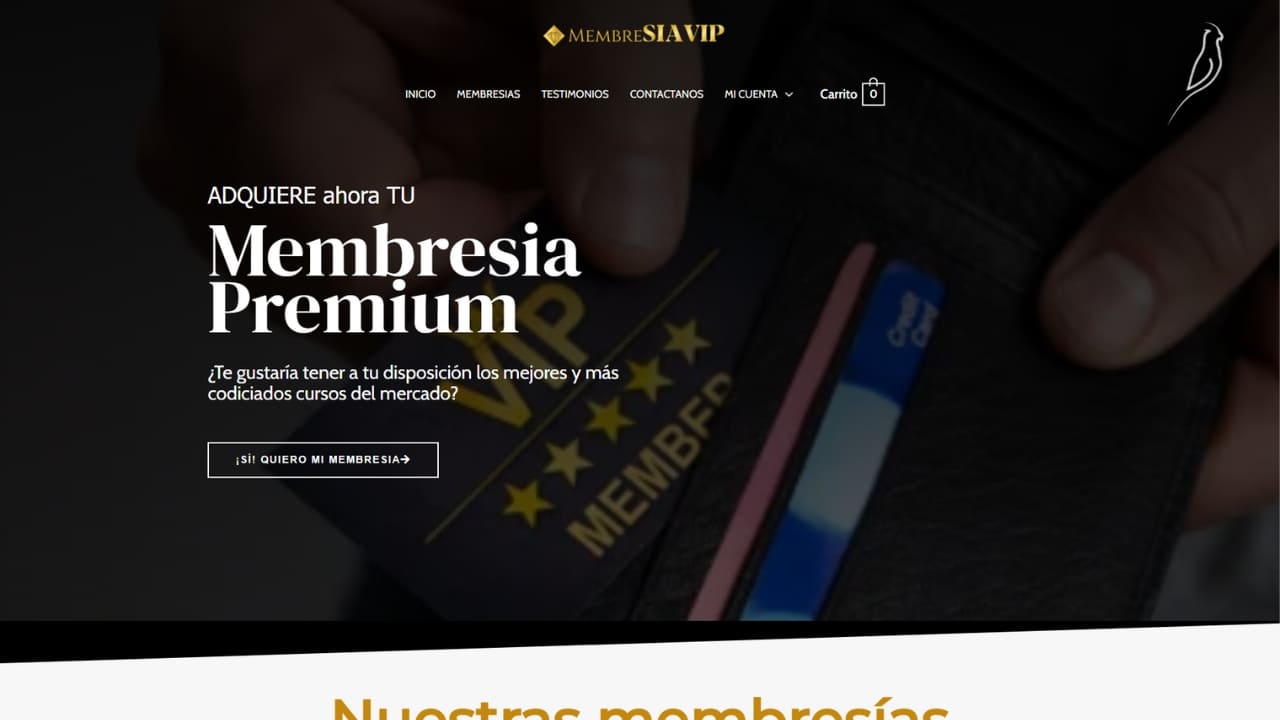 MEMBRESIAVIP
INICIO MEMBRESIAS TESTIMONIOS CONTACTANOS MI CUENTA Carrito 0
ADQUIERE ahora TU
Membresia
Premium
¿Te gustaría tener a tu disposición los mejores y más
codiciados cursos del mercado?
¡SÍ! QUIERO MI MEMBRESIA
VIP
MEMBER
Credit
Card
Nuestras membresías